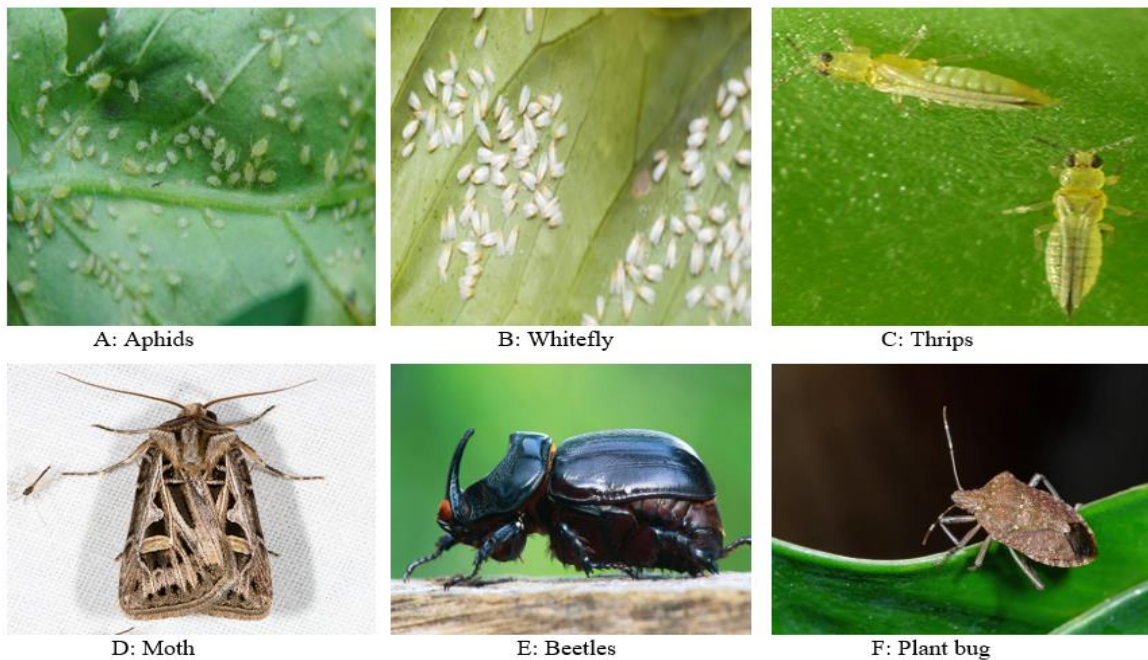 A: Aphids
B: Whitefly
C: Thrips
D: Moth
E: Beetles
F: Plant bug